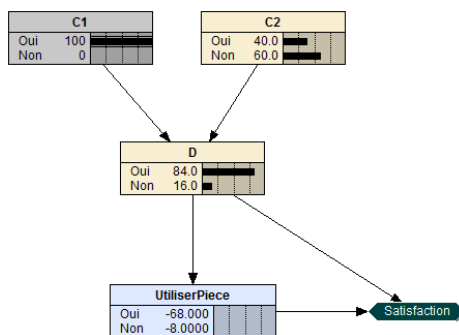 C1
Oui 100
Non 0
C2
Oui 40.0
Non 60.0
D
Oui 84.0
Non 16.0
UtiliserPiece
Oui -68.000
Non -8.0000
Satisfaction